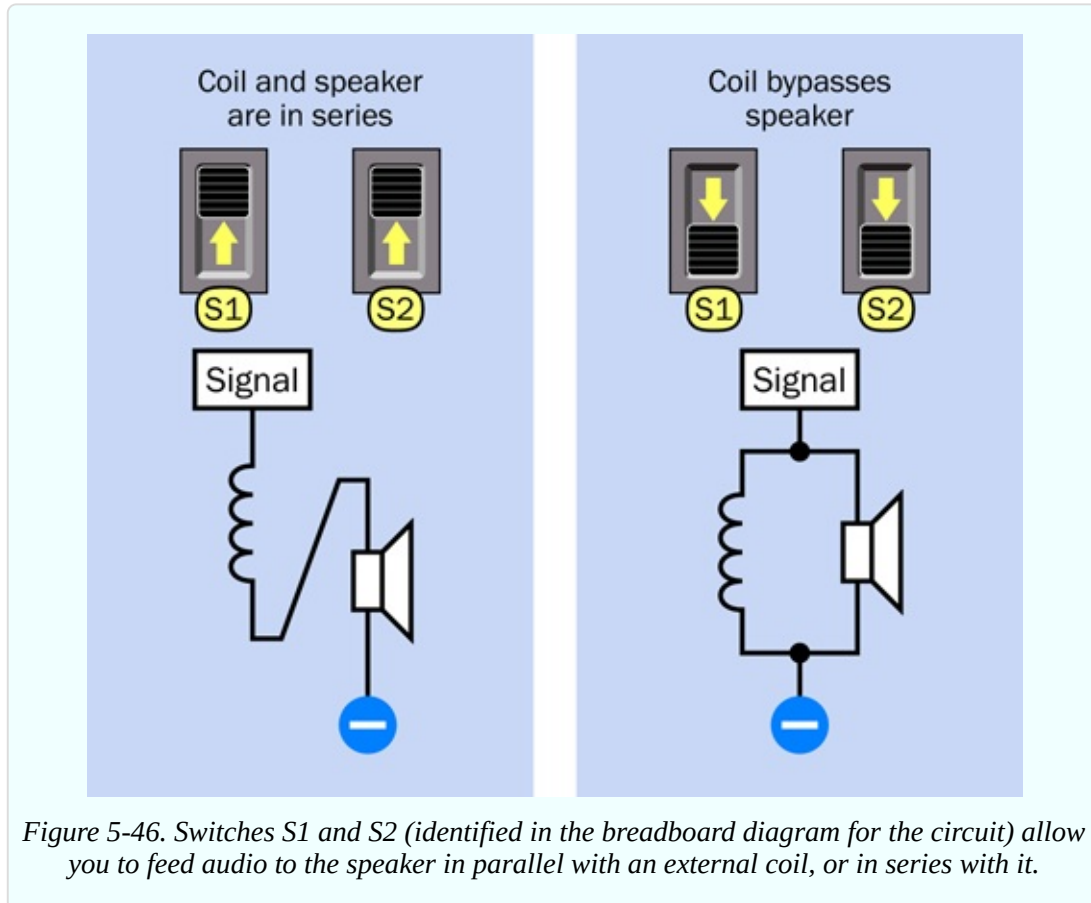 Coil and speaker
are in series
S1 S2
Signal
Coil bypasses
speaker
S1 S2
Signal
Figure 5-46. Switches S1 and S2 (identified in the breadboard diagram for the circuit) allow
you to feed audio to the speaker in parallel with an external coil, or in series with it.